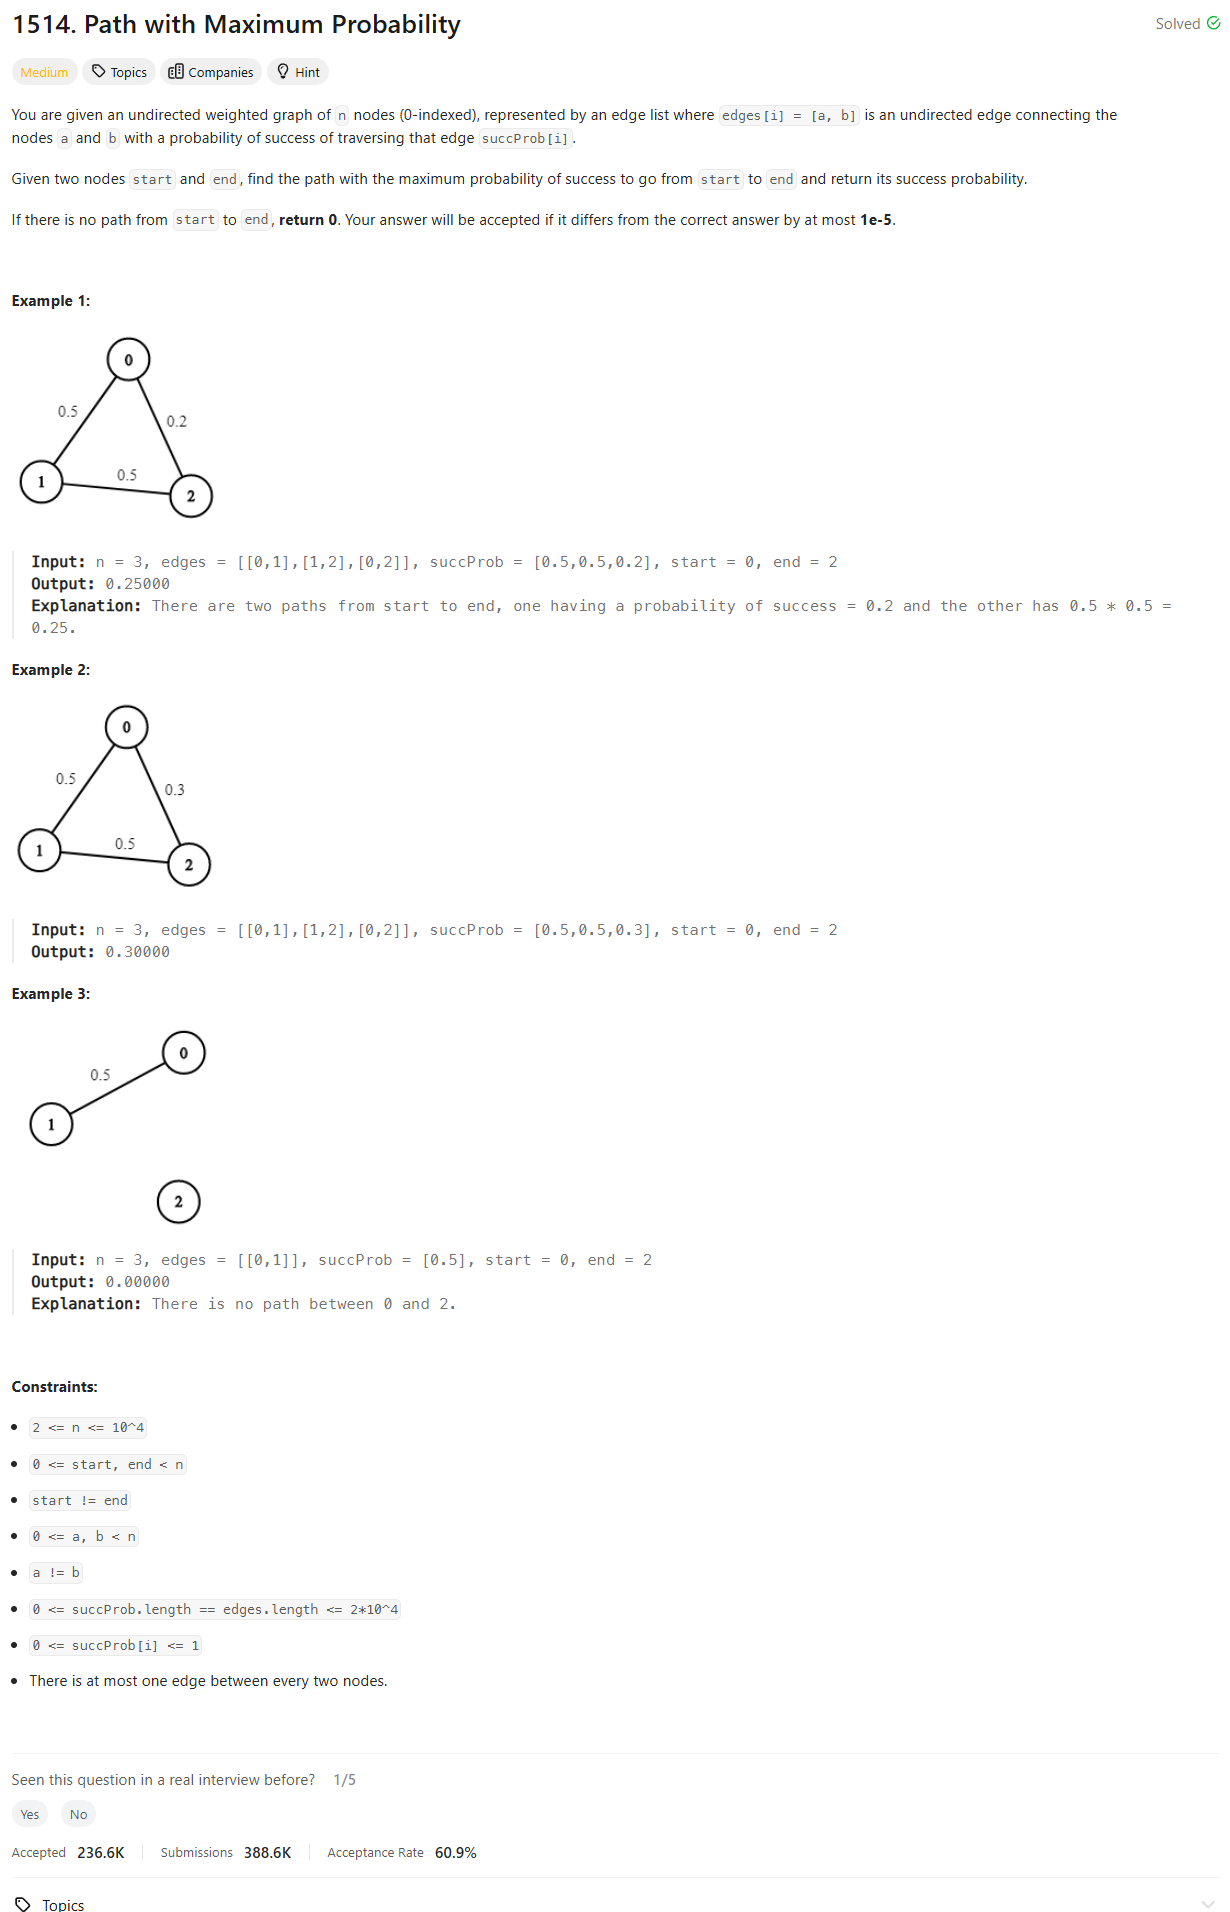 1514. Path with Maximum Probability
Solved
Medium Topics Companies Hint
You are given an undirected weighted graph of n nodes (0-indexed), represented by an edge list where edges[i] = [a, b] is an undirected edge connecting the
nodes a and b with a probability of success of traversing that edge succProb[i].
Given two nodes start and end, find the path with the maximum probability of success to go from start to end and return its success probability.
If there is no path from start to end, return 0. Your answer will be accepted if it differs from the correct answer by at most 1e-5.
Example 1:
0
0.5
0.2
0.5
1
2
Input: n = 3, edges = [[0,1],[1,2],[0,2]], succProb = [0.5,0.5,0.2], start = 0, end = 2
Output: 0.25000
Explanation: There are two paths from start to end, one having a probability of success = 0.2 and the other has 0.5 * 0.5 =
0.25.
Example 2:
0
0.5
0.3
0.5
1
2
Input: n = 3, edges = [[0,1],[1,2],[0,2]], succProb = [0.5,0.5,0.3], start = 0, end = 2
Output: 0.30000
Example 3:
0
0.5
1
2
Input: n = 3, edges = [[0,1]], succProb = [0.5], start = 0, end = 2
Output: 0.00000
Explanation: There is no path between 0 and 2.
Constraints:
2 <= n <= 10^4
0 <= start, end < n
start != end
0 <= a, b < n
a != b
0 <= succProb.length == edges.length <= 2*10^4
0 <= succProb[i] <= 1
There is at most one edge between every two nodes.
Seen this question in a real interview before? 1/5
Yes No
Accepted 236.6K Submissions 388.6K Acceptance Rate 60.9%
Topics